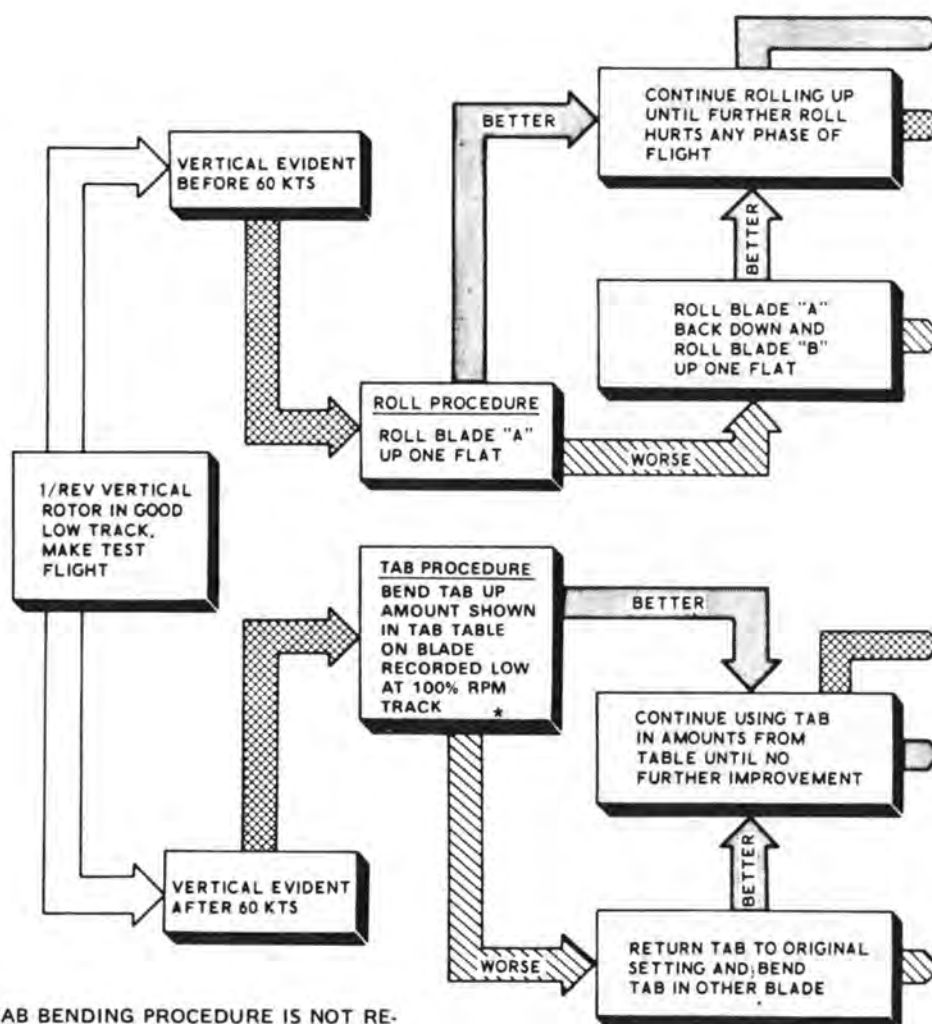 CONTINUE ROLLING UP
UNTIL FURTHER ROLL
HURTS ANY PHASE OF
FLIGHT
BETTER
VERTICAL EVIDENT
BEFORE 60 KTS
BETTER
ROLL BLADE "A"
BACK DOWN AND
ROLL BLADE "B"
UP ONE FLAT
ROLL PROCEDURE
ROLL BLADE "A"
UP ONE FLAT
WORSE
1/REV VERTICAL
ROTOR IN GOOD
LOW TRACK,
MAKE TEST
FLIGHT
TAB PROCEDURE
BEND TAB UP
AMOUNT SHOWN
IN TAB TABLE
ON BLADE
RECORDED LOW
AT 100% RPM
TRACK *
BETTER
CONTINUE USING TAB
IN AMOUNTS FROM
TABLE UNTIL NO
FURTHER IMPROVEMENT
BETTER
VERTICAL EVIDENT
AFTER 60 KTS
WORSE
RETURN TAB TO ORIGINAL
SETTING AND BEND
TAB IN OTHER BLADE
AB BENDING PROCEDURE IS NOT RE-